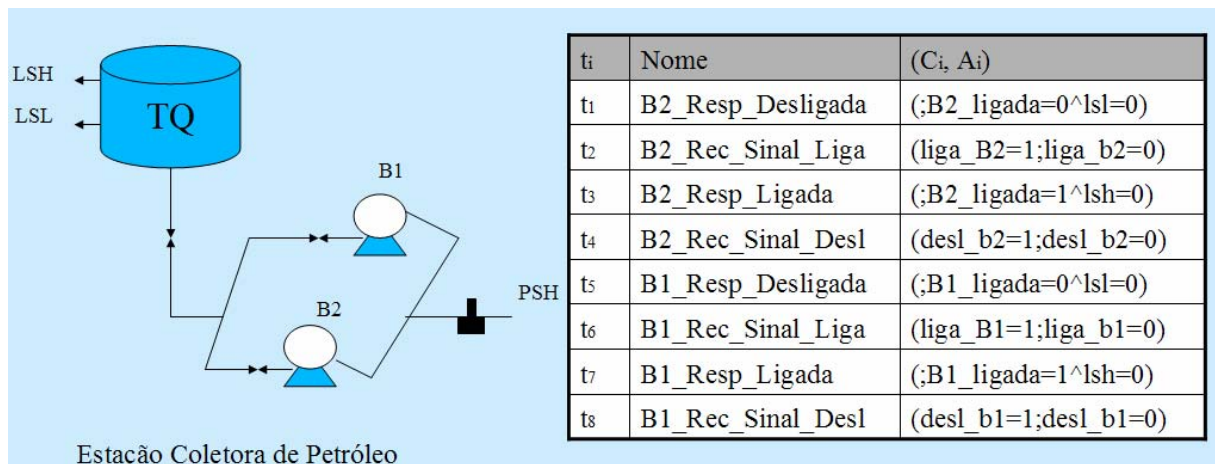 LSH
LSL
TQ
B1
B2
PSH
Estação Coletora de Petróleo
ti Nome (Ci, Ai)
t1 B2_Resp_Desligada (;B2_ligada=0^lsl=0)
t2 B2_Rec_Sinal_Liga (liga_B2=1;liga_b2=0)
t3 B2_Resp_Ligada (;B2_ligada=1^lsh=0)
t4 B2_Rec_Sinal_Desl (desl_b2=1;desl_b2=0)
t5 B1_Resp_Desligada (;B1_ligada=0^lsl=0)
t6 B1_Rec_Sinal_Liga (liga_B1=1;liga_b1=0)
t7 B1_Resp_Ligada (;B1_ligada=1^lsh=0)
t8 B1_Rec_Sinal_Desl (desl_b1=1;desl_b1=0)